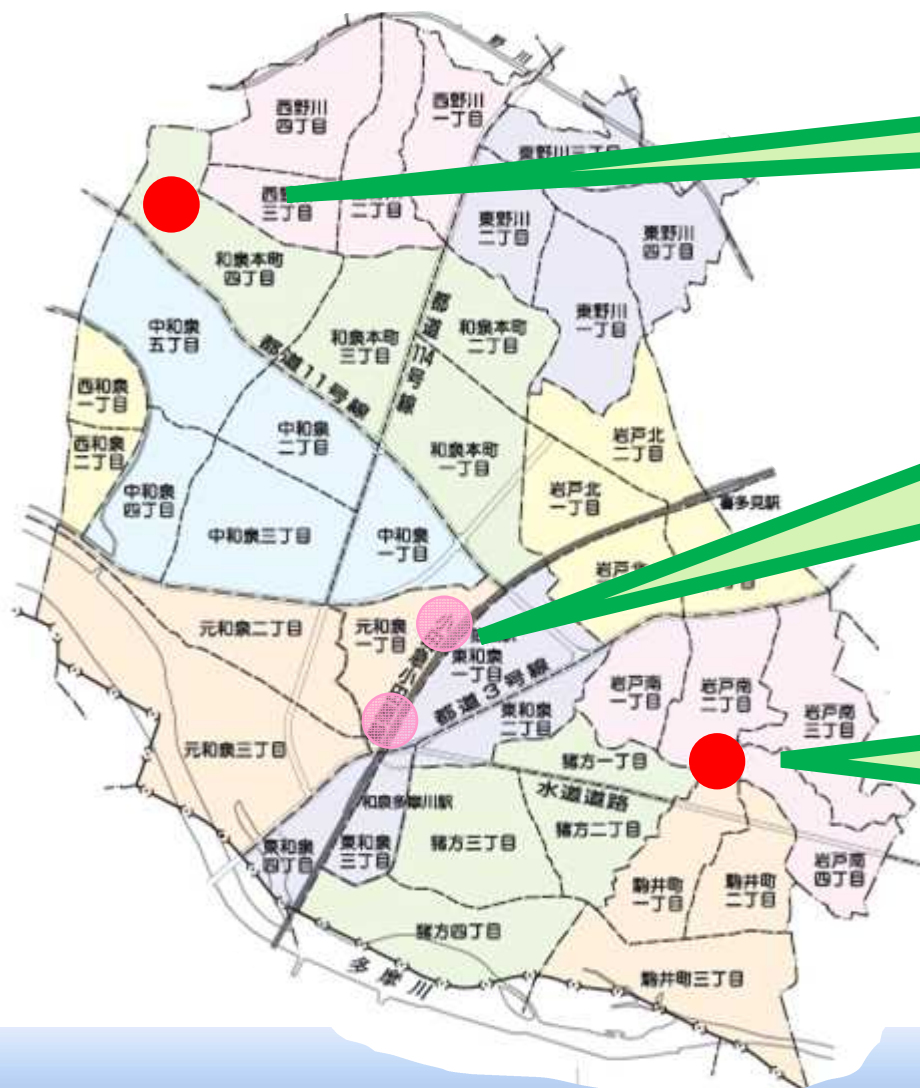 野川
西野川
四丁目
西野川
一丁目
東野川三丁目
三丁目
二丁目
東野川
二丁目
東野川
四丁目
和泉本町
四丁目
東野川
一丁目
中和泉
五丁目
都道11号線
和泉本町
三丁目
都道114号線
和泉本町
二丁目
西和泉
一丁目
西和泉
二丁目
中和泉
二丁目
和泉本町
一丁目
岩戸北
二丁目
中和泉
四丁目
岩戸北
一丁目
喜多見駅
中和泉三丁目
中和泉
一丁目
岩戸北
元和泉二丁目
元和泉
一丁目
東和泉
一丁目
都道3号線
東和泉
二丁目
岩戸南
一丁目
岩戸南
二丁目
岩戸南
三丁目
元和泉三丁目
猪方一丁目
水道道路
和泉多摩川駅
東和泉
四丁目
東和泉
三丁目
猪方三丁目
猪方二丁目
岩戸南
四丁目
駒井町
一丁目
駒井町
二丁目
猪方四丁目
多摩川
駒井町三丁目